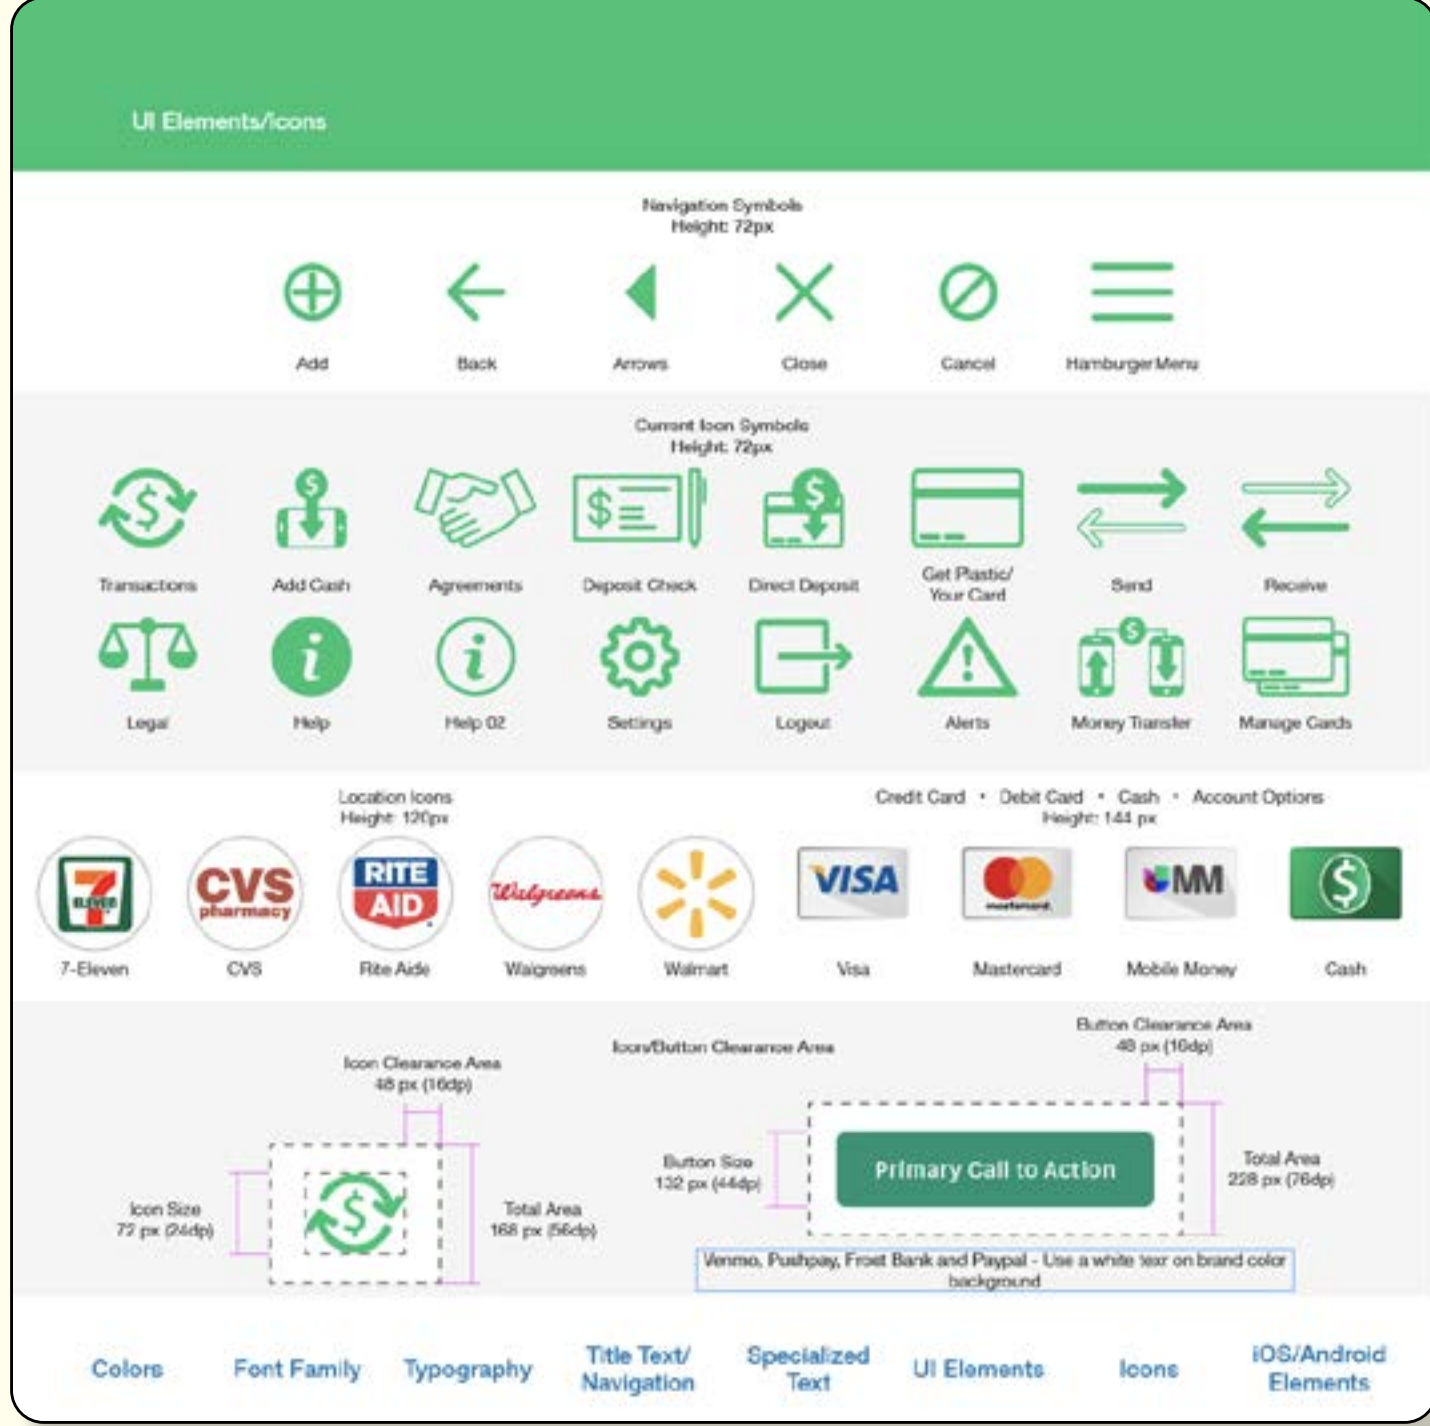 UI Elements/Icons
Navigation Symbols
Height: 72px
Add
Back
Arrows
Close
Cancel
Hamburger Menu
Current Icon Symbols
Height: 72px
Transactions
Add Cash
Agreements
Deposit Check
Direct Deposit
Get Plastic/
Your Card
Send
Receive
Legal
Help
Help 02
Settings
Logout
Alerts
Money Transfer
Manage Cards
Location Icons
Height: 120px
7
ELEVEN
CVS
pharmacy
RITE
AID
Walgreens
7-Eleven
CVS
Rite Aide
Walgreens
Walmart
Credit Card • Debit Card • Cash • Account Options
Height: 144 px
VISA
mastercard
MM
$
Visa
Mastercard
Mobile Money
Cash
Icon/Button Clearance Area
Icon Clearance Area
48 px (16dp)
Icon Size
72 px (24dp)
Total Area
168 px (56dp)
Button Clearance Area
48 px (16dp)
Button Size
132 px (44dp)
Primary Call to Action
Total Area
228 px (76dp)
Venmo, Pushpay, Frost Bank and Paypal - Use a white texr on brand color
background
Colors
Font Family
Typography
Title Text/
Navigation
Specialized
Text
UI Elements
Icons
iOS/Android
Elements